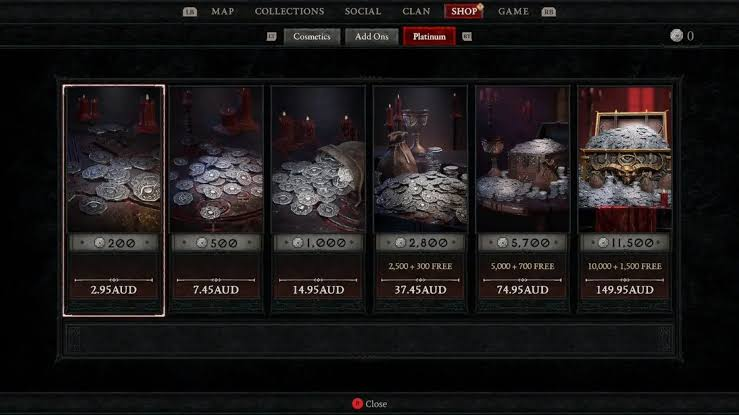 LB MAP COLLECTIONS SOCIAL CLAN SHOP GAME RB
LT Cosmetics Add Ons Platinum RT
0
200
500
1,000
2,800
5,700
11,500
2,500 + 300 FREE
5,000 + 700 FREE
10,000 + 1,500 FREE
2.95AUD
7.45AUD
14.95AUD
37.45AUD
74.95AUD
149.95AUD
B Close